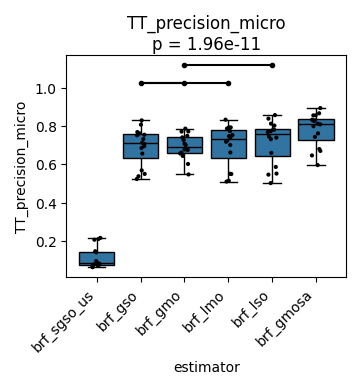 TT_precision_micro
p = 1.96e-11
TT_precision_micro
1.0
0.8
0.6
0.4
0.2
brf_sgso_us
brf_gso
brf_gmo
brf_lmo
brf_lso
brf_gmosa
estimator